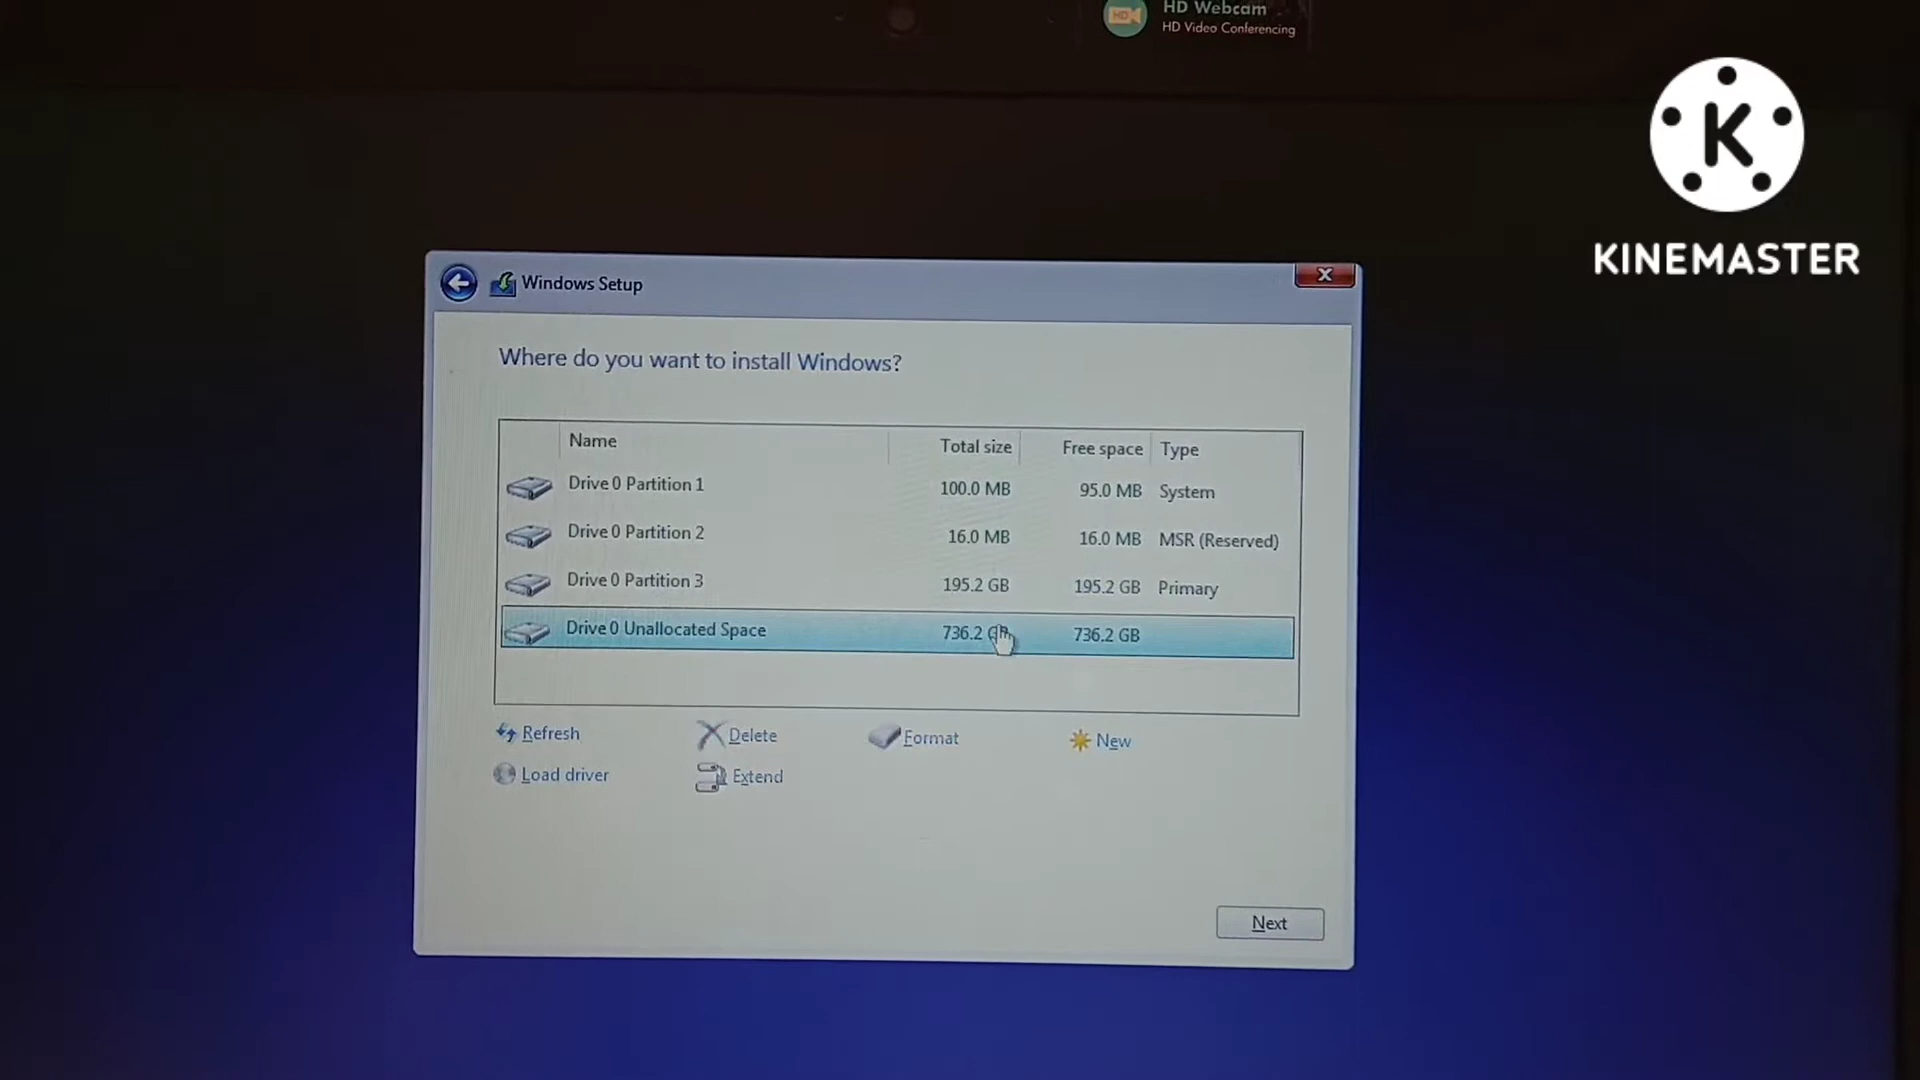 HD Webcam
HD
HD Video Conferencing
K
KINEMASTER
Windows Setup
Where do you want to install Windows?
Name Total size Free space Type
Drive 0 Partition 1 100.0 MB 95.0 MB System
Drive 0 Partition 2 16.0 MB 16.0 MB MSR (Reserved)
Drive 0 Partition 3 195.2 GB 195.2 GB Primary
Drive 0 Unallocated Space 736.2 GB 736.2 GB
Refresh Delete Format New
Load driver Extend
Next